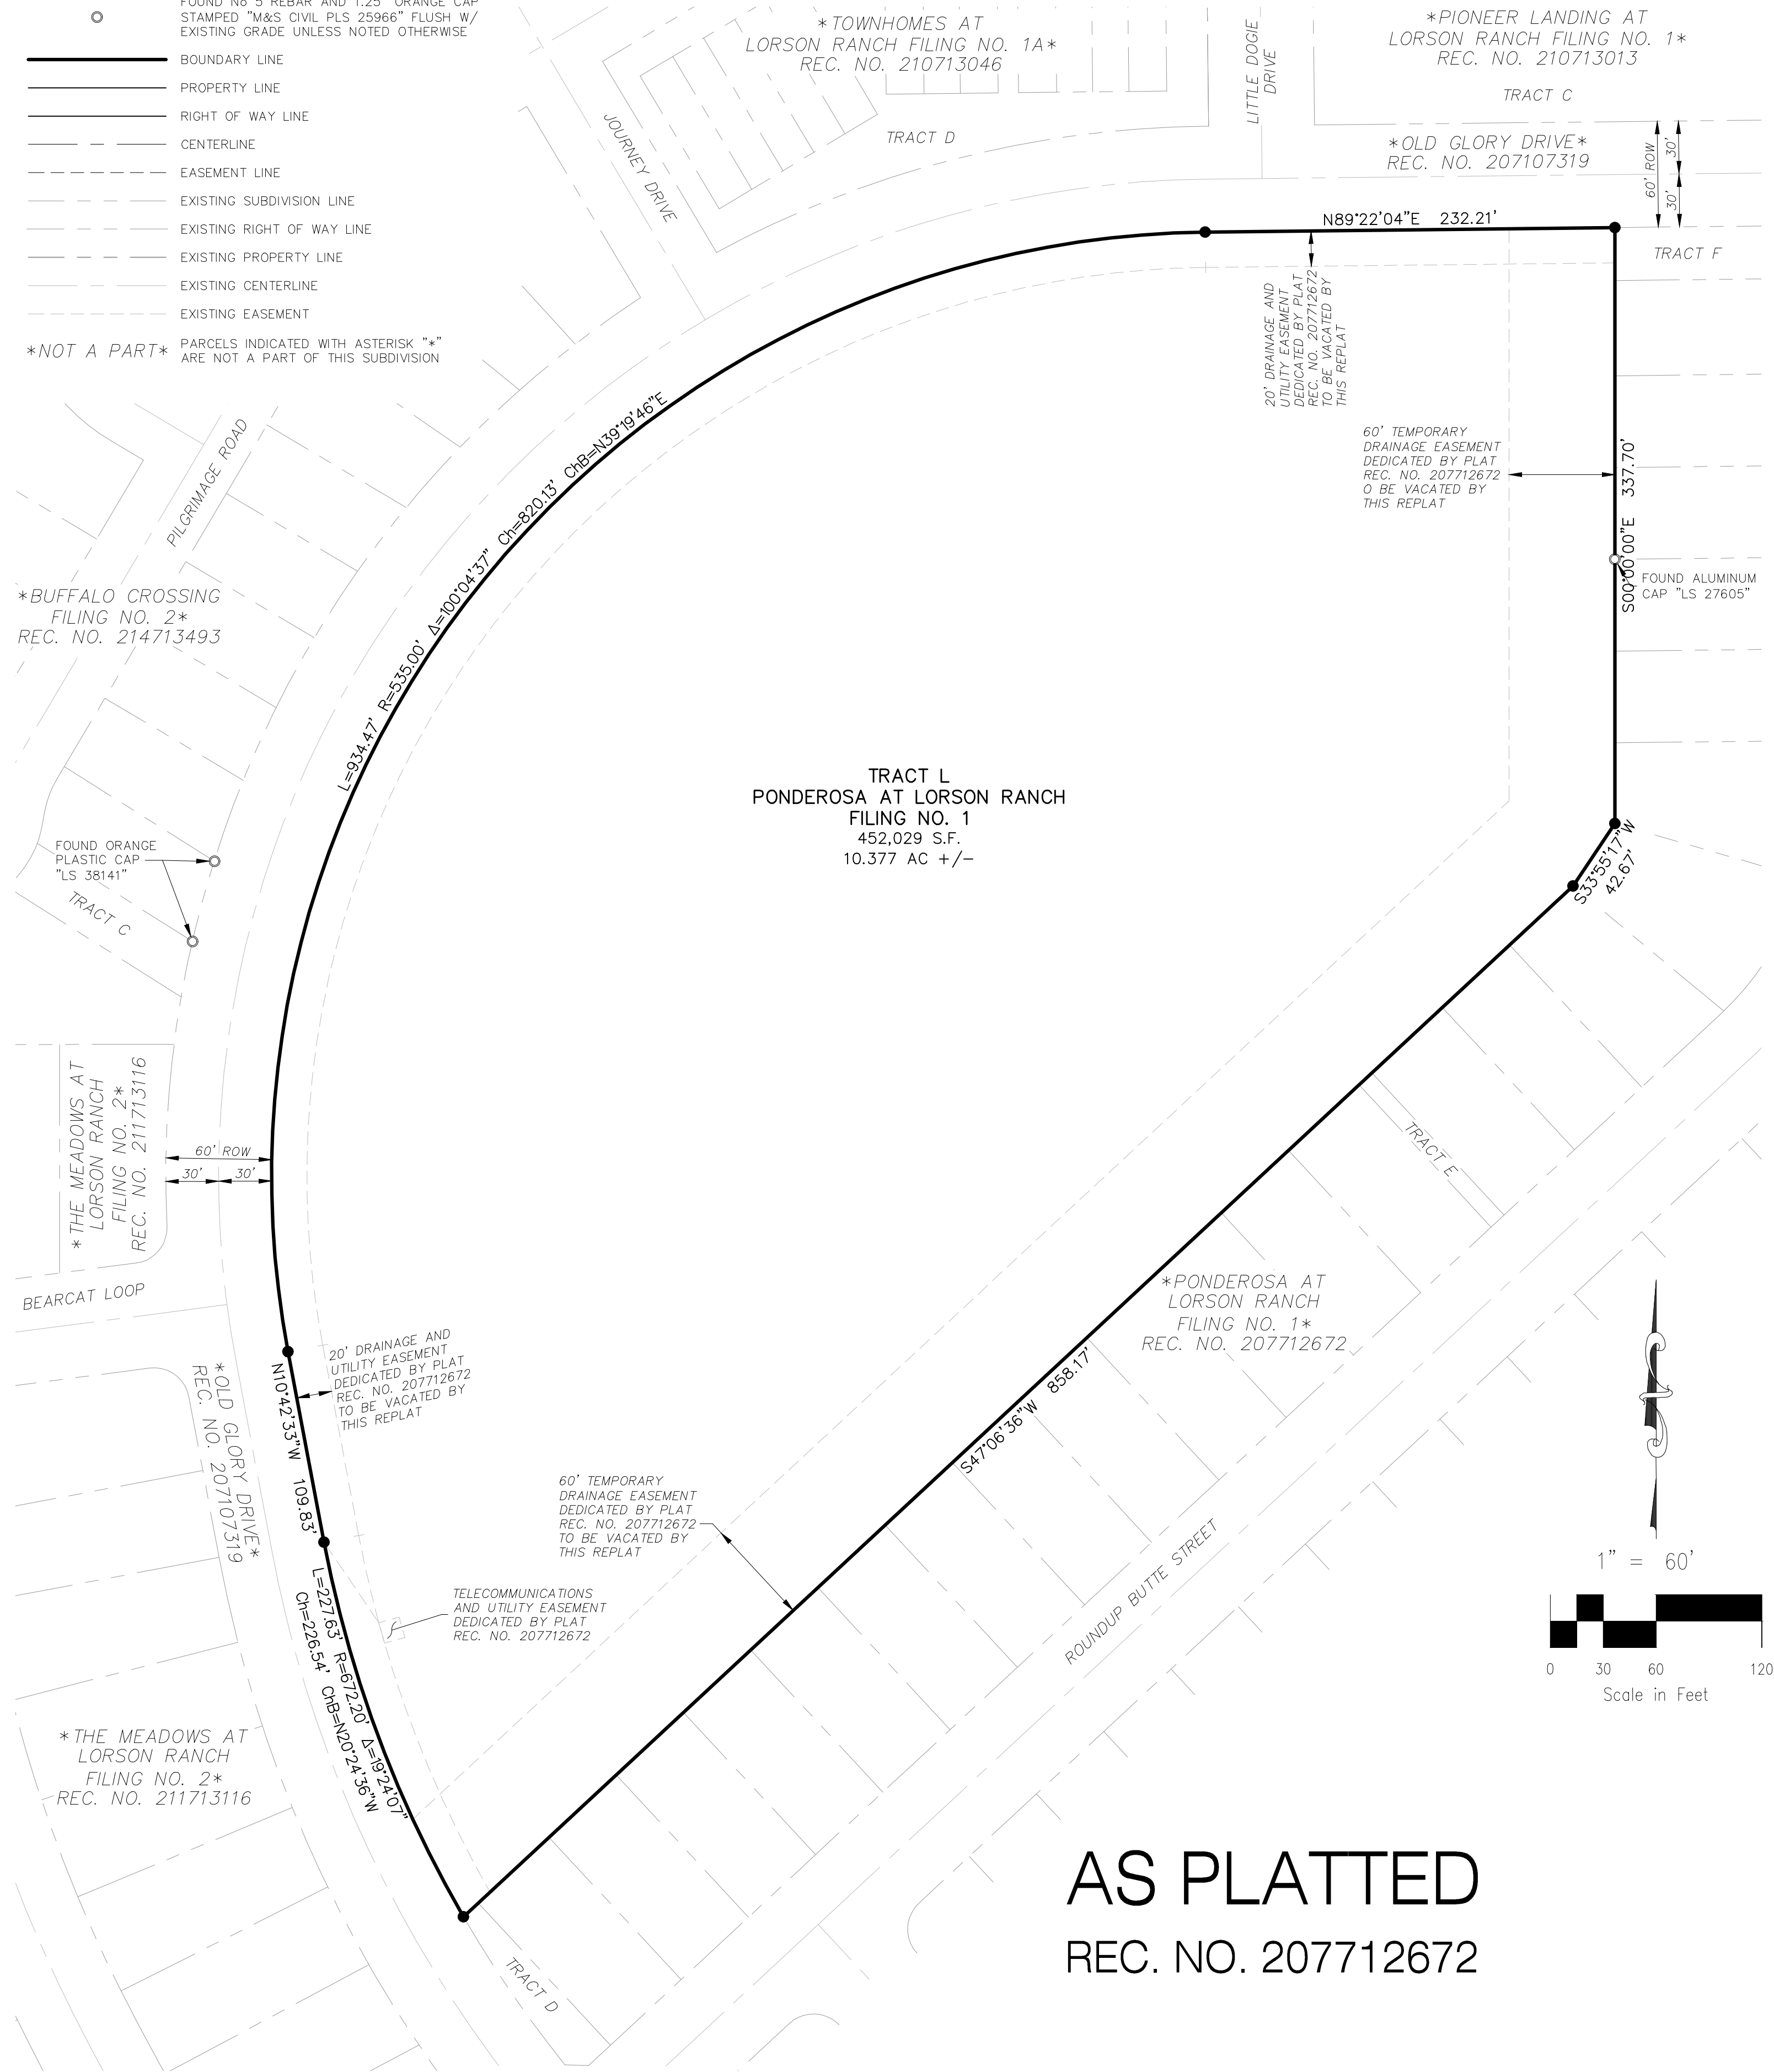 FOUND No 5 REBAR AND 1.25" ORANGE CAP
STAMPED "M&S CIVIL PLS 25966" FLUSH W/
EXISTING GRADE UNLESS NOTED OTHERWISE
BOUNDARY LINE
PROPERTY LINE
RIGHT OF WAY LINE
CENTERLINE
EASEMENT LINE
EXISTING SUBDIVISION LINE
EXISTING RIGHT OF WAY LINE
EXISTING PROPERTY LINE
EXISTING CENTERLINE
EXISTING EASEMENT
*NOT A PART*
PARCELS INDICATED WITH ASTERISK "*"
ARE NOT A PART OF THIS SUBDIVISION
*TOWNHOMES AT
LORSON RANCH FILING NO. 1A*
REC. NO. 210713046
TRACT D
JOURNEY DRIVE
LITTLE DOGIE
DRIVE
*PIONEER LANDING AT
LORSON RANCH FILING NO. 1*
REC. NO. 210713013
TRACT C
*OLD GLORY DRIVE*
REC. NO. 207107319
60' ROW
30'
30'
TRACT F
N89°22'04"E 232.21'
20' DRAINAGE AND
UTILITY EASEMENT
DEDICATED BY PLAT
REC. NO. 207712672
TO BE VACATED BY
THIS REPLAT
60' TEMPORARY
DRAINAGE EASEMENT
DEDICATED BY PLAT
REC. NO. 207712672
O BE VACATED BY
THIS REPLAT
S00°00'00"E 337.70'
FOUND ALUMINUM
CAP "LS 27605"
S33°55'17"W
42.67'
L=934.47' R=535.00' Δ=100°04'37" Ch=820.13' ChB=N39°19'46"E
PILGRIMAGE ROAD
*BUFFALO CROSSING
FILING NO. 2*
REC. NO. 214713493
TRACT L
PONDEROSA AT LORSON RANCH
FILING NO. 1
452,029 S.F.
10.377 AC +/-
FOUND ORANGE
PLASTIC CAP
"LS 38141"
TRACT C
*THE MEADOWS AT
LORSON RANCH
FILING NO. 2*
REC. NO. 211713116
60' ROW
30'
30'
BEARCAT LOOP
*OLD GLORY DRIVE*
REC. NO. 207107319
N10°42'33"W 109.83'
20' DRAINAGE AND
UTILITY EASEMENT
DEDICATED BY PLAT
REC. NO. 207712672
TO BE VACATED BY
THIS REPLAT
TRACT E
*PONDEROSA AT
LORSON RANCH
FILING NO. 1*
REC. NO. 207712672
S47°06'36"W 858.17'
60' TEMPORARY
DRAINAGE EASEMENT
DEDICATED BY PLAT
REC. NO. 207712672
TO BE VACATED BY
THIS REPLAT
TELECOMMUNICATIONS
AND UTILITY EASEMENT
DEDICATED BY PLAT
REC. NO. 207712672
L=227.63' R=672.20' Δ=19°24'07"
Ch=226.54' ChB=N20°24'36"W
ROUNDUP BUTTE STREET
*THE MEADOWS AT
LORSON RANCH
FILING NO. 2*
REC. NO. 211713116
TRACT D
1" = 60'
0 30 60 120
Scale in Feet
AS PLATTED
REC. NO. 207712672